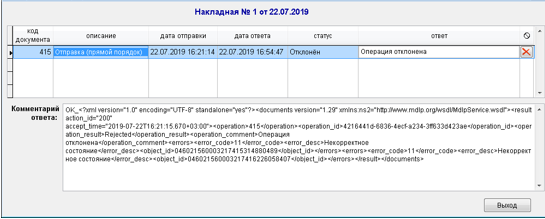 Накладная № 1 от 22.07.2019
код документа описание дата отправки дата ответа статус ответ
415 Отправка (прямой порядок) 22.07.2019 16:21:14 22.07.2019 16:54:47 Отклонён Операция отклонена
Комментарий ответа:
OK_<?xml version="1.0" encoding="UTF-8" standalone="yes"?><documents version="1.29" xmlns:ns2="http://www.mdlp.org/wsdl/MdlpService.wsdl"><result
action_id="200"
accept_time="2019-07-22T16:21:15.670+03:00"><operation>415</operation><operation_id>4216441d-6836-4ecf-a234-3ff633d423ae</operation_id><oper
ation_result>Rejected</operation_result><operation_comment>Операция
отклонена</operation_comment><errors><error_code>11</error_code><error_desc>Некорректное
состояние</error_desc><object_id>046021560003217415314880489</object_id></errors><errors><error_code>11</error_code><error_desc>Некоррект
ное состояние</error_desc><object_id>046021560003217416226058407</object_id></errors></result></documents>
Выход